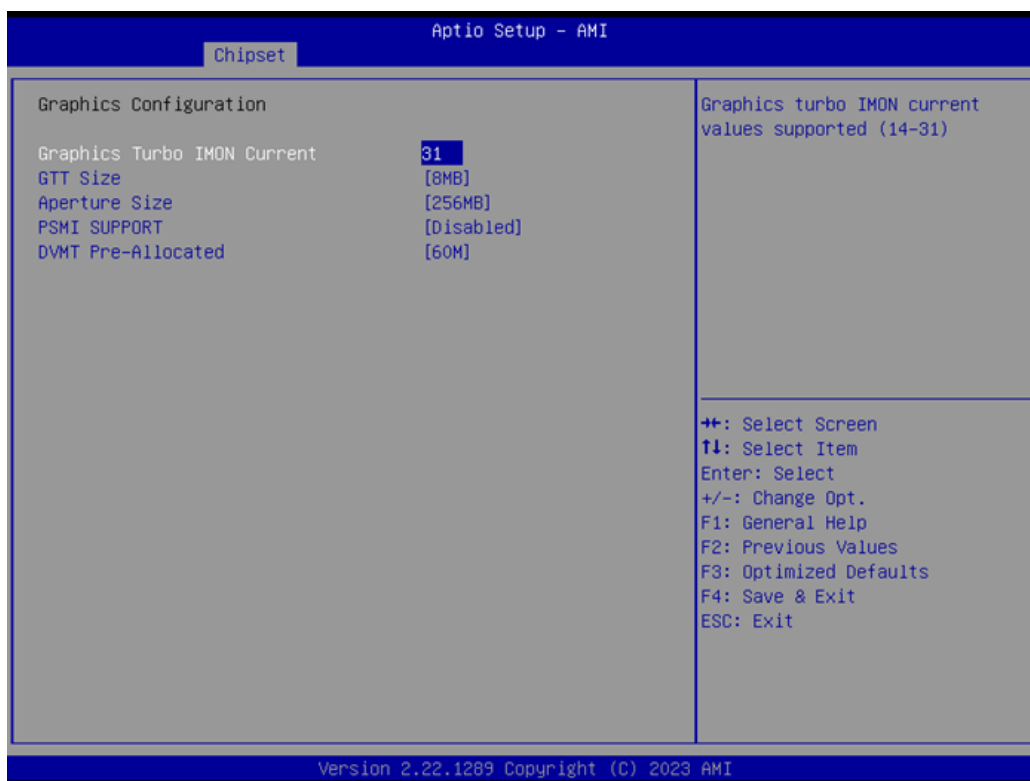 Aptio Setup – AMI
Chipset
Graphics Configuration
Graphics Turbo IMON Current 31
GTT Size [8MB]
Aperture Size [256MB]
PSMI SUPPORT [Disabled]
DVMT Pre-Allocated [60M]
Graphics turbo IMON current
values supported (14-31)
→←: Select Screen
↑↓: Select Item
Enter: Select
+/-: Change Opt.
F1: General Help
F2: Previous Values
F3: Optimized Defaults
F4: Save & Exit
ESC: Exit
Version 2.22.1289 Copyright (C) 2023 AMI